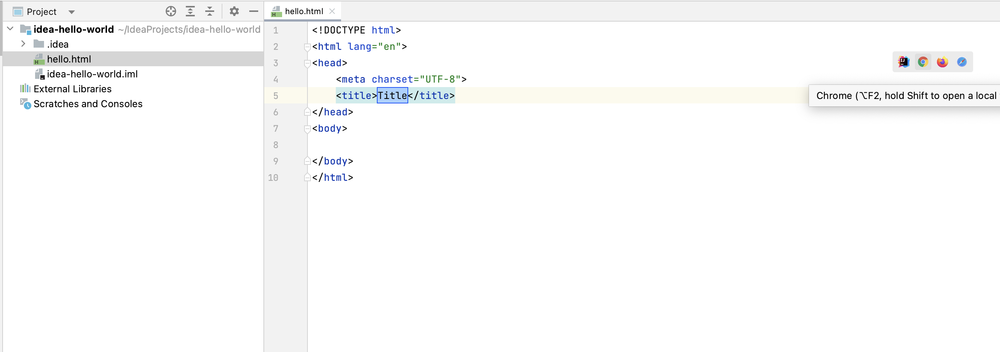 Project
idea-hello-world ~/IdeaProjects/idea-hello-world
.idea
hello.html
idea-hello-world.iml
External Libraries
Scratches and Consoles
hello.html
1 <!DOCTYPE html>
2 <html lang="en">
3 <head>
4     <meta charset="UTF-8">
5     <title>Title</title>
6 </head>
7 <body>
8
9 </body>
10 </html>
Chrome (⌥F2, hold Shift to open a local